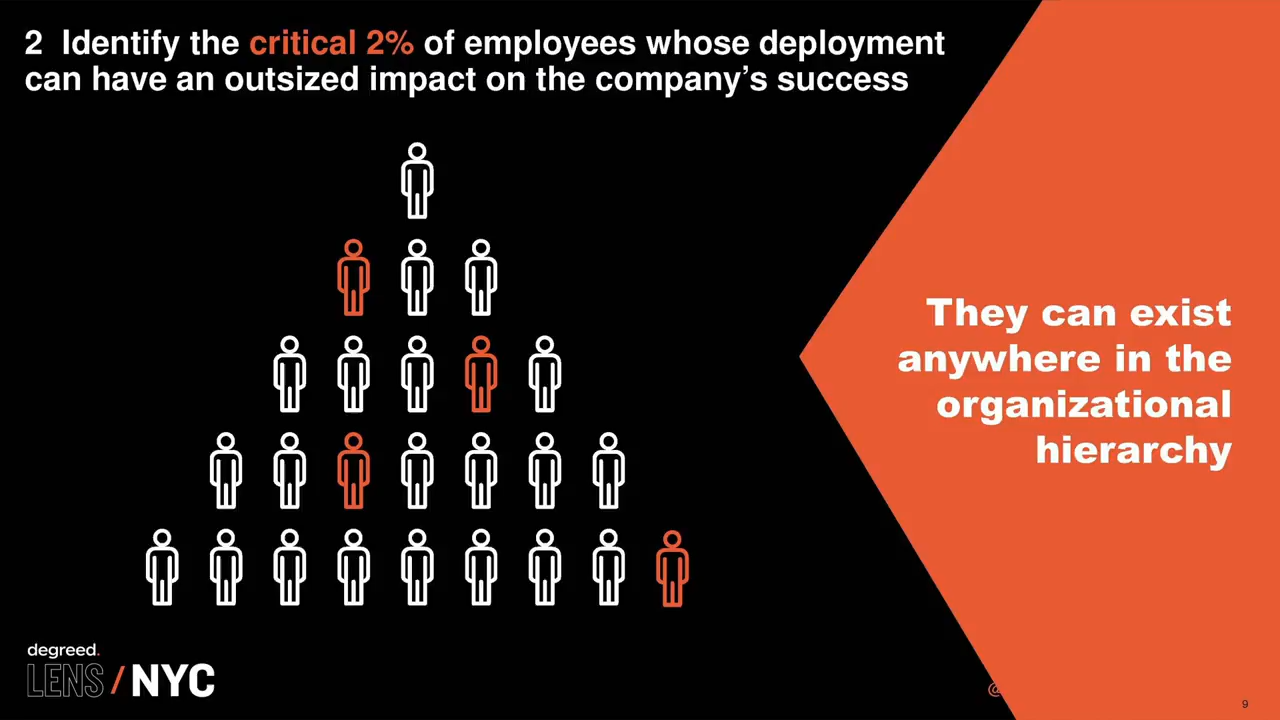 2 Identify the critical 2% of employees whose deployment
can have an outsized impact on the company’s success
They can exist
anywhere in the
organizational
hierarchy
degreed.
LENS / NYC
@
9